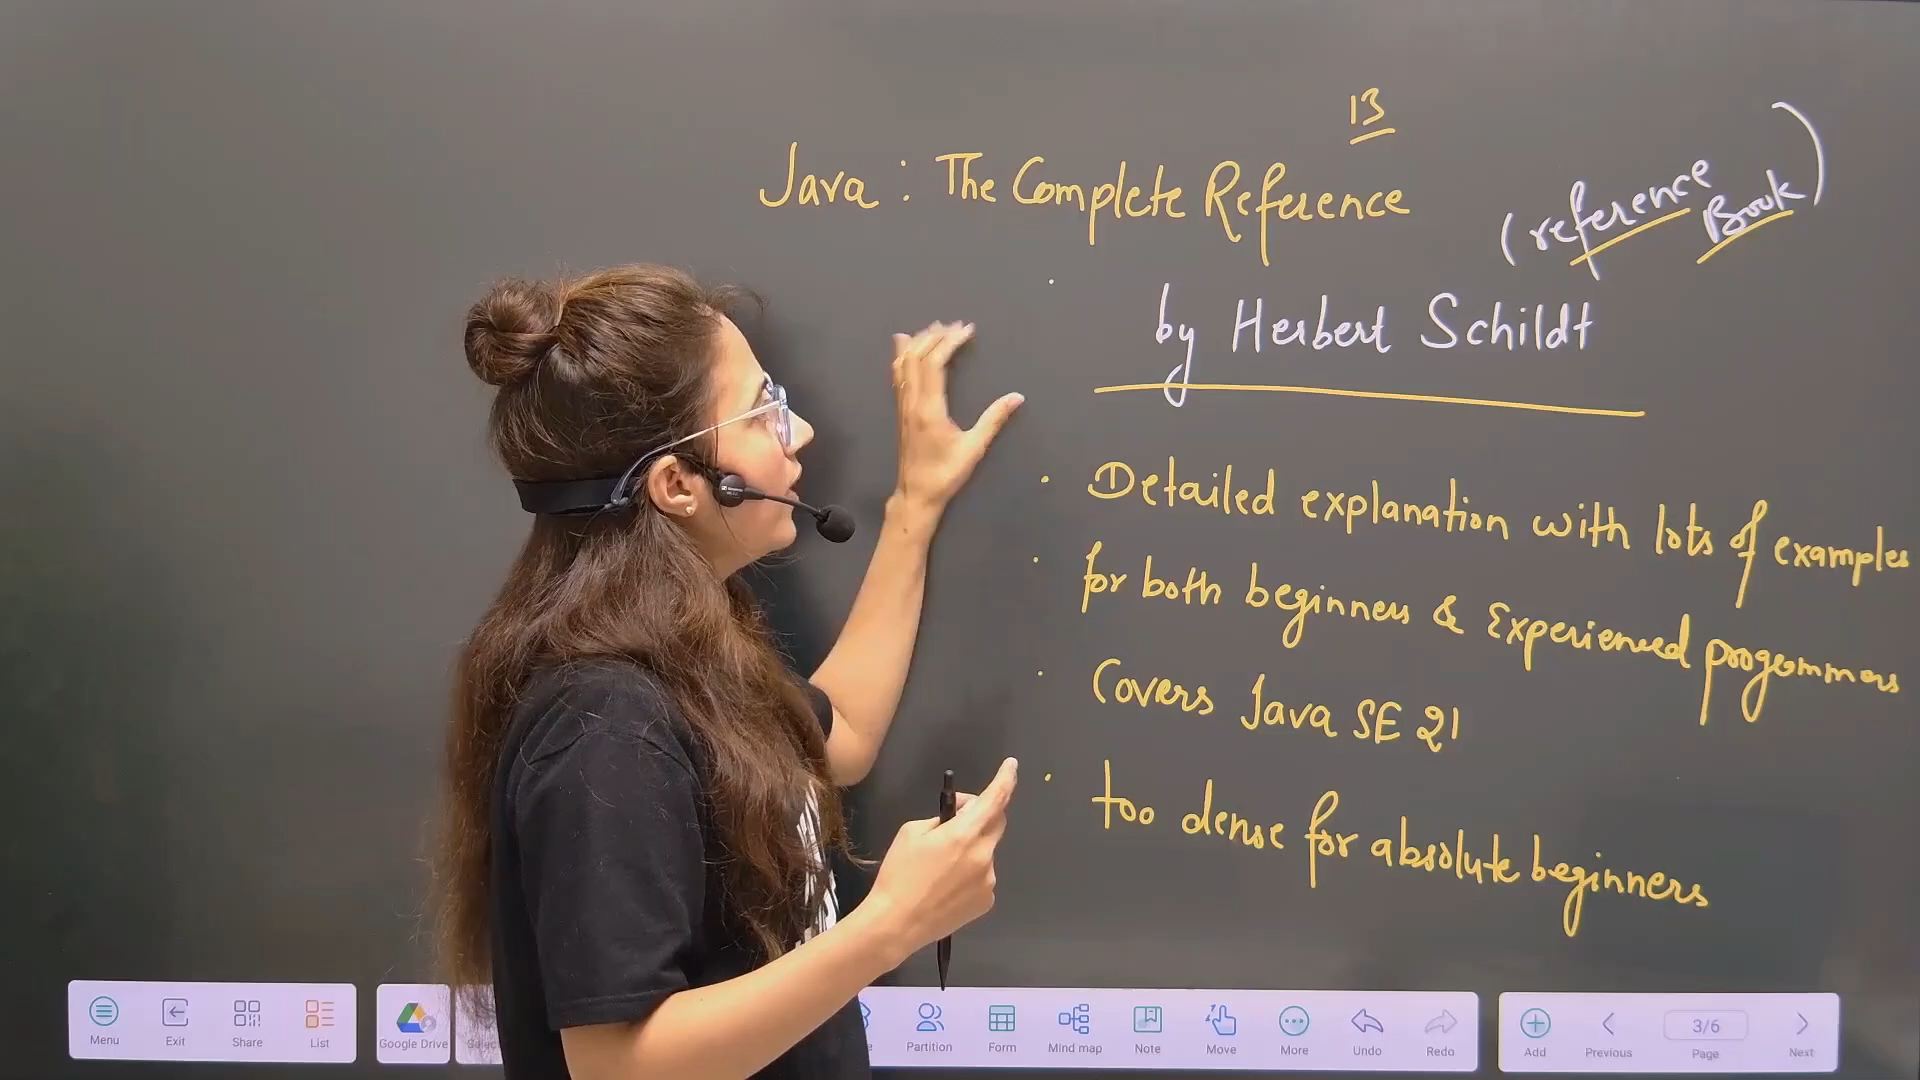 13
Java : The Complete Reference
(reference
Book)
by Herbert Schildt
· Detailed explanation with lots of examples
· for both beginners & Experienced progemmers
· Covers Java SE 21
· too dense for absolute beginners
Menu
Exit
Share
List
Google Drive
Select
Partition
Form
Mind map
Note
Move
More
Undo
Redo
Add
Previous
3/6
Page
Next